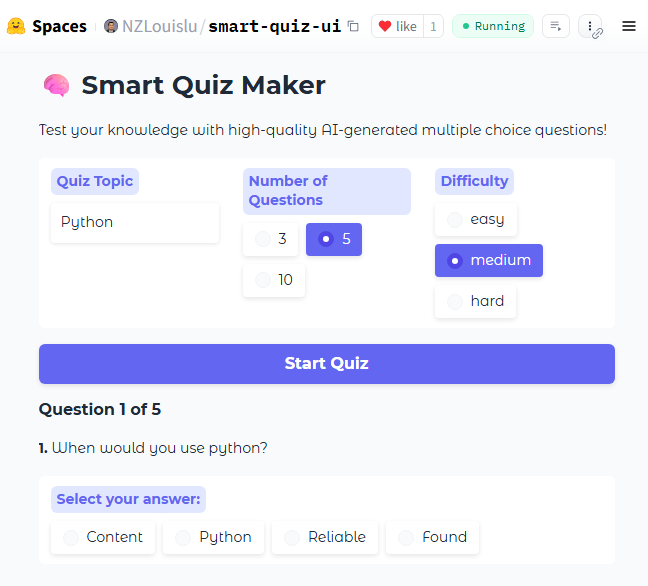 Spaces NZLouislu/smart-quiz-ui like 1 Running
Smart Quiz Maker
Test your knowledge with high-quality AI-generated multiple choice questions!
Quiz Topic
Python
Number of
Questions
3 5
10
Difficulty
easy
medium
hard
Start Quiz
Question 1 of 5
1. When would you use python?
Select your answer:
Content Python Reliable Found